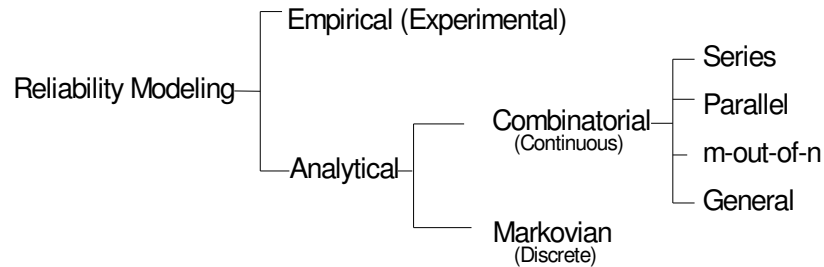 Empirical (Experimental)
Reliability Modeling
Analytical
Combinatorial
(Continuous)
Markovian
(Discrete)
Series
Parallel
m-out-of-n
General